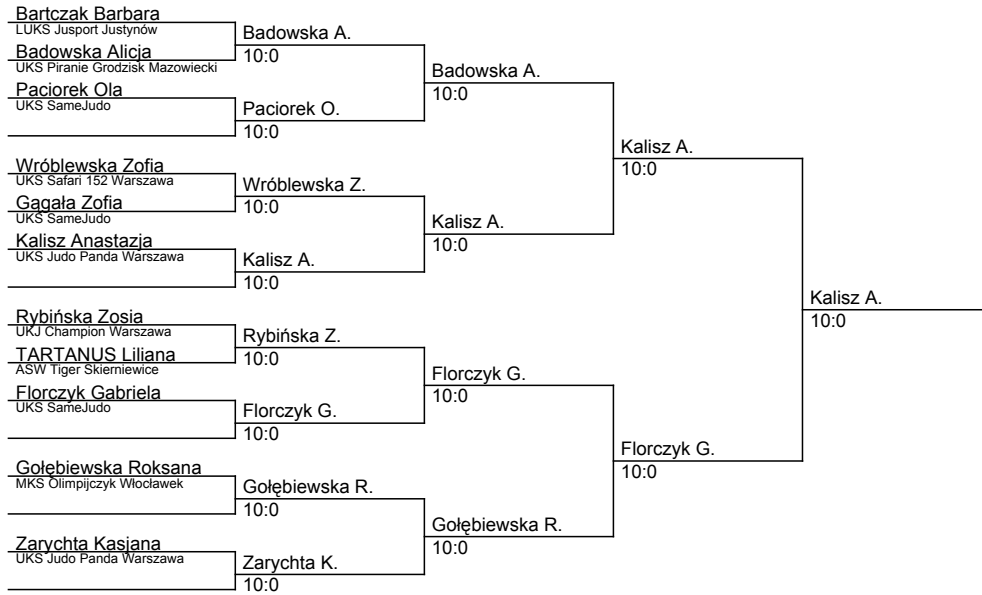 Bartczak Barbara
LUKS Jusport Justynów
Badowska A.
10:0
Badowska Alicja
UKS Piranie Grodzisk Mazowiecki
Badowska A.
10:0
Paciorek Ola
UKS SameJudo
Paciorek O.
10:0
Kalisz A.
10:0
Wróblewska Zofia
UKS Safari 152 Warszawa
Wróblewska Z.
10:0
Gągała Zofia
UKS SameJudo
Kalisz A.
10:0
Kalisz Anastazja
UKS Judo Panda Warszawa
Kalisz A.
10:0
Kalisz A.
10:0
Rybińska Zosia
UKJ Champion Warszawa
Rybińska Z.
10:0
TARTANUS Liliana
ASW Tiger Skierniewice
Florczyk G.
10:0
Florczyk Gabriela
UKS SameJudo
Florczyk G.
10:0
Florczyk G.
10:0
Gołębiewska Roksana
MKS Olimpijczyk Włocławek
Gołębiewska R.
10:0
Gołębiewska R.
10:0
Zarychta Kasjana
UKS Judo Panda Warszawa
Zarychta K.
10:0